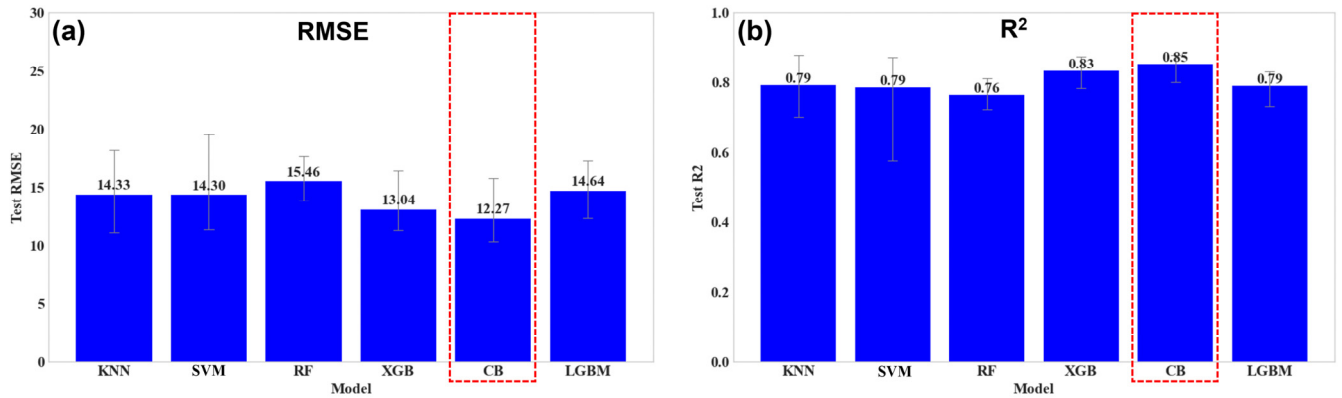 (a)
RMSE
30
25
20
15
10
5
0
Test RMSE
14.33
14.30
15.46
13.04
12.27
14.64
KNN
SVM
RF
XGB
CB
LGBM
Model
(b)
R²
1.0
0.8
0.6
0.4
0.2
0.0
Test R2
0.79
0.79
0.76
0.83
0.85
0.79
KNN
SVM
RF
XGB
CB
LGBM
Model